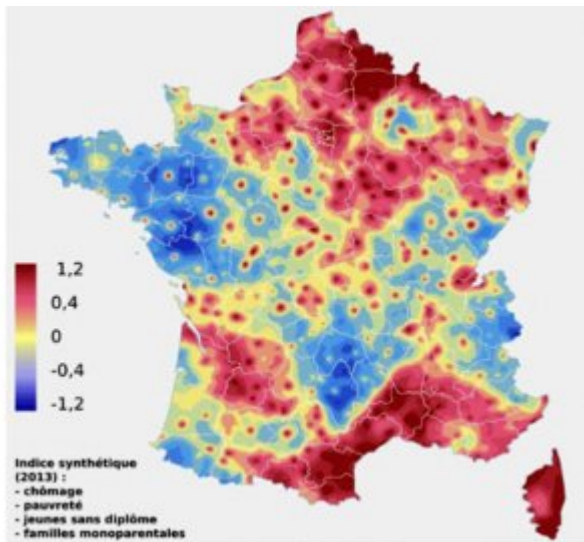 1,2
0,4
0
-0,4
-1,2
Indice synthétique
(2013) :
- chômage
- pauvreté
- jeunes sans diplôme
- familles monoparentales